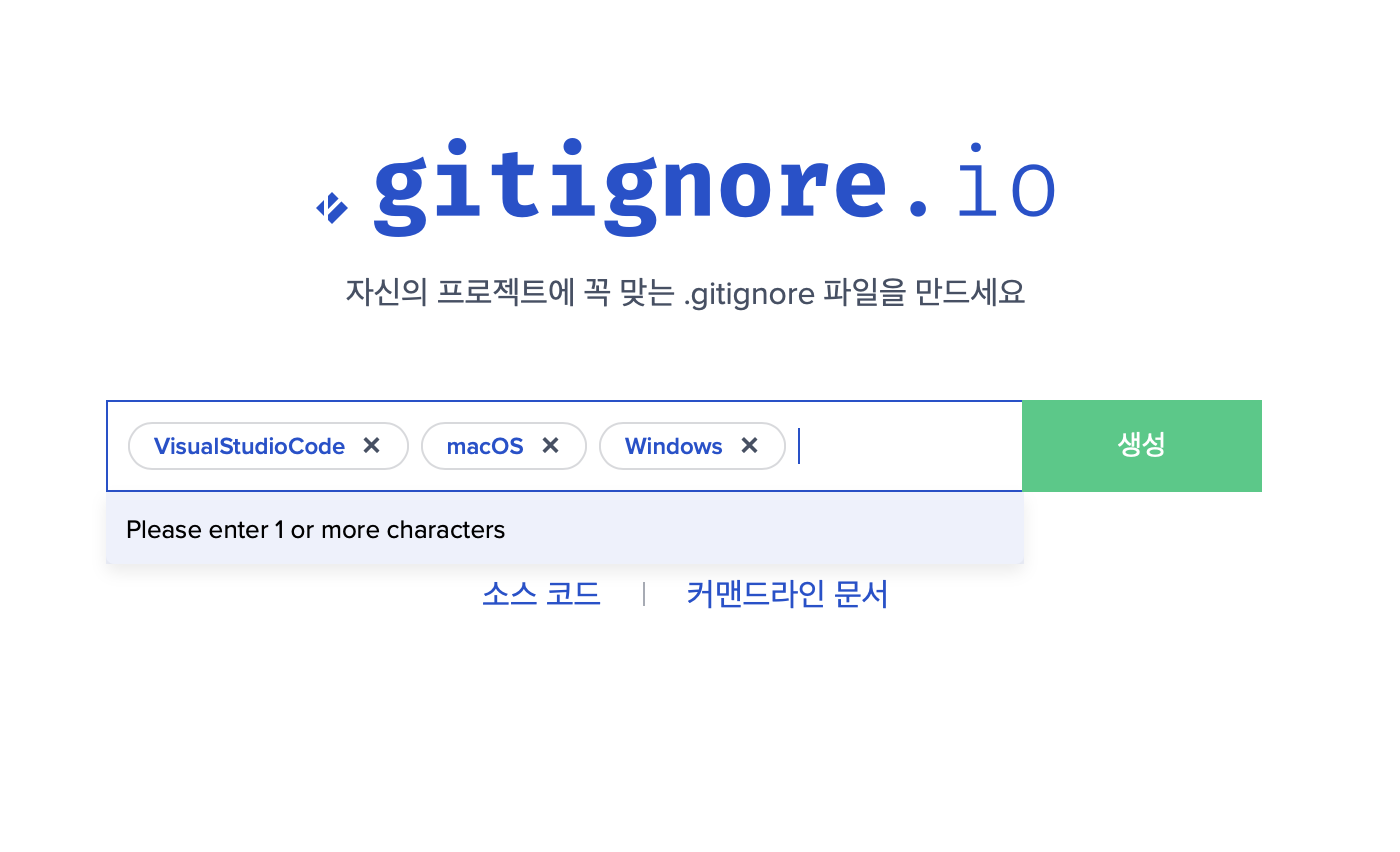 gitignore.io
자신의 프로젝트에 꼭 맞는 .gitignore 파일을 만드세요
VisualStudioCode ✕ macOS ✕ Windows ✕ 생성
Please enter 1 or more characters
소스 코드 | 커맨드라인 문서